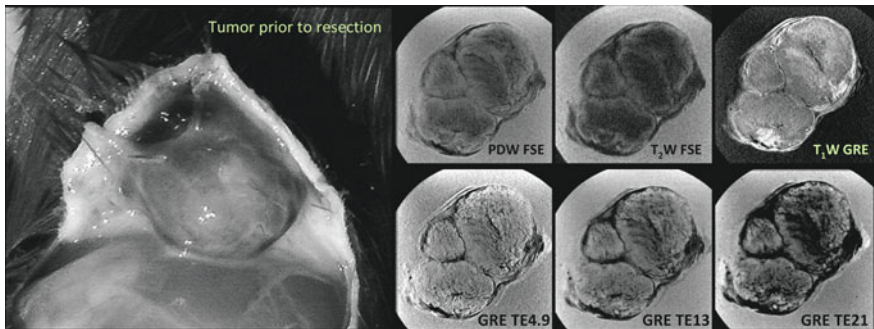 Tumor prior to resection
PDW FSE
T₂W FSE
T₁W GRE
GRE TE4.9
GRE TE13
GRE TE21